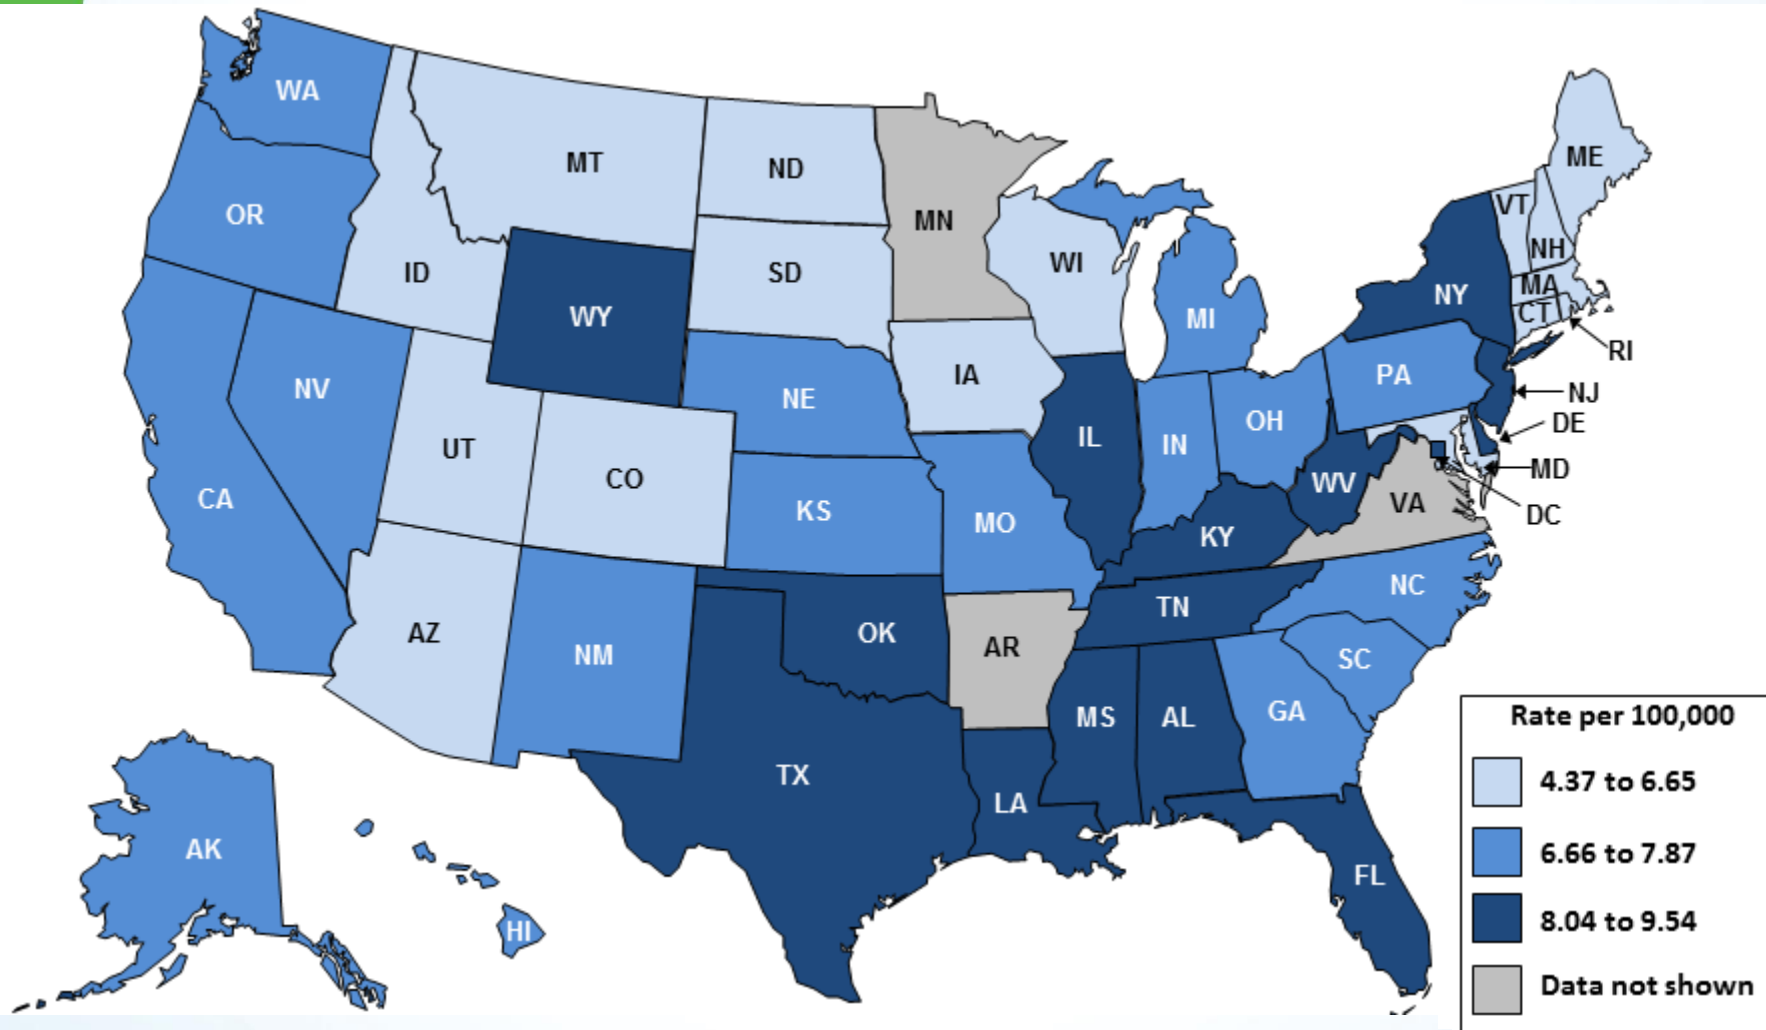 WA
MT
ND
MN
ME
OR
VT
NH
ID
SD
WI
MA
NY
WY
CT
MI
RI
NV
NE
IA
PA
NJ
UT
CO
IL
IN
OH
DE
MD
CA
KS
MO
WV
VA
DC
KY
NC
AZ
NM
OK
AR
TN
SC
TX
LA
MS
AL
GA
FL
AK
HI
Rate per 100,000
4.37 to 6.65
6.66 to 7.87
8.04 to 9.54
Data not shown